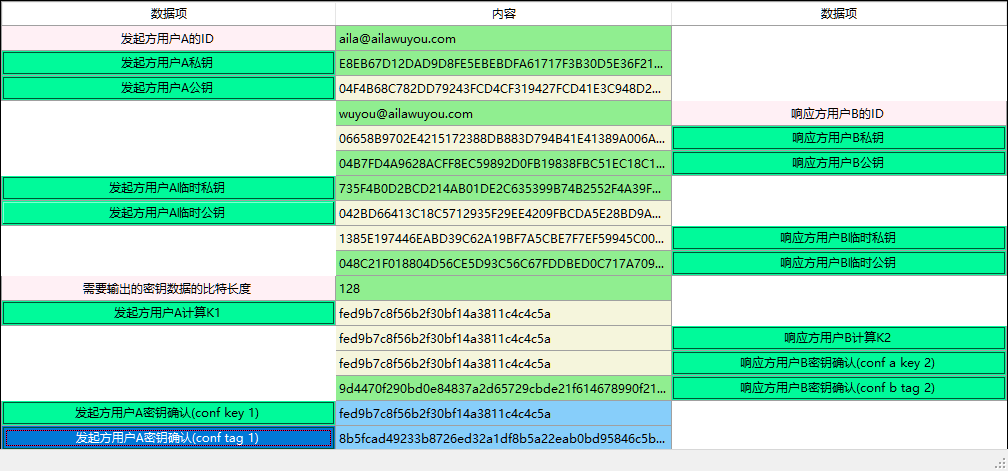 数据项 内容 数据项
发起方用户A的ID aila@ailawuyou.com
发起方用户A私钥 E8EB67D12DAD9D8FE5EBEBDFA61717F3B30D5E36F21...
发起方用户A公钥 04F4B68C782DD79243FCD4CF319427FCD41E3C948D2...
wuyou@ailawuyou.com 响应方用户B的ID
06658B9702E4215172388DB883D794B41E41389A006A... 响应方用户B私钥
04B7FD4A9628ACFF8EC59892D0FB19838FBC51EC18C1... 响应方用户B公钥
发起方用户A临时私钥 735F4B0D2BCD214AB01DE2C635399B74B2552F4A39F...
发起方用户A临时公钥 042BD66413C18C5712935F29EE4209FBCDA5E28BD9A...
1385E197446EABD39C62A19BF7A5CBE7F7EF59945C00... 响应方用户B临时私钥
048C21F018804D56CE5D93C56C67FDDBED0C717A709... 响应方用户B临时公钥
需要输出的密钥数据的比特长度 128
发起方用户A计算K1 fed9b7c8f56b2f30bf14a3811c4c4c5a
fed9b7c8f56b2f30bf14a3811c4c4c5a 响应方用户B计算K2
fed9b7c8f56b2f30bf14a3811c4c4c5a 响应方用户B密钥确认(conf a key 2)
9d4470f290bd0e84837a2d65729cbde21f614678990f21... 响应方用户B密钥确认(conf b tag 2)
发起方用户A密钥确认(conf key 1) fed9b7c8f56b2f30bf14a3811c4c4c5a
发起方用户A密钥确认(conf tag 1) 8b5fcad49233b8726ed32a1df8b5a22eab0bd95846c5b...